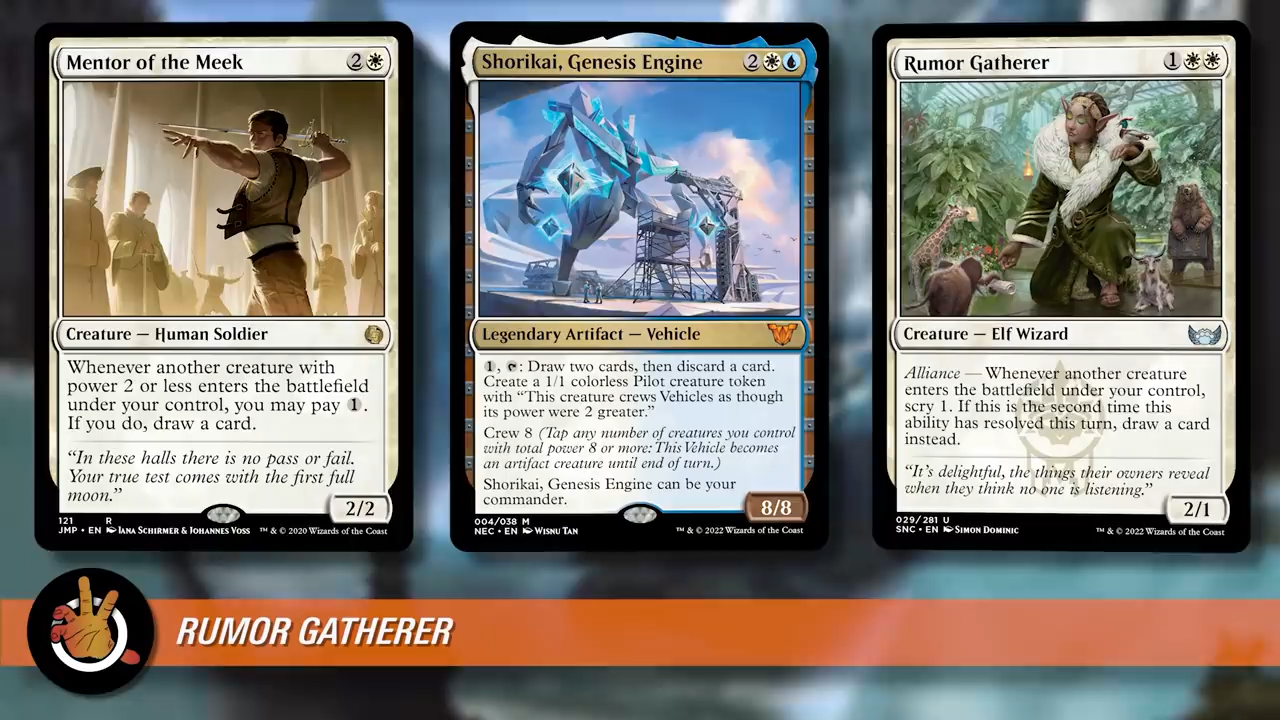 Mentor of the Meek 2
Creature — Human Soldier
Whenever another creature with
power 2 or less enters the battlefield
under your control, you may pay 1.
If you do, draw a card.
“In these halls there is no pass or fail.
Your true test comes with the first full
moon.”
2/2
121 R
JMP • EN Iana Schirmer & Johannes Voss ™ & © 2020 Wizards of the Coast
Shorikai, Genesis Engine 2
Legendary Artifact — Vehicle
1, : Draw two cards, then discard a card.
Create a 1/1 colorless Pilot creature token
with “This creature crews Vehicles as though
its power were 2 greater.”
Crew 8 (Tap any number of creatures you control
with total power 8 or more: This Vehicle becomes
an artifact creature until end of turn.)
Shorikai, Genesis Engine can be your
commander.
8/8
004/038 M
NEC • EN Wisnu Tan ™ & © 2022 Wizards of the Coast
Rumor Gatherer 1
Creature — Elf Wizard
Alliance — Whenever another creature
enters the battlefield under your control,
scry 1. If this is the second time this
ability has resolved this turn, draw a card
instead.
“It’s delightful, the things their owners reveal
when they think no one is listening.”
2/1
029/281 U
SNC • EN Simon Dominic ™ & © 2022 Wizards of the Coast
RUMOR GATHERER